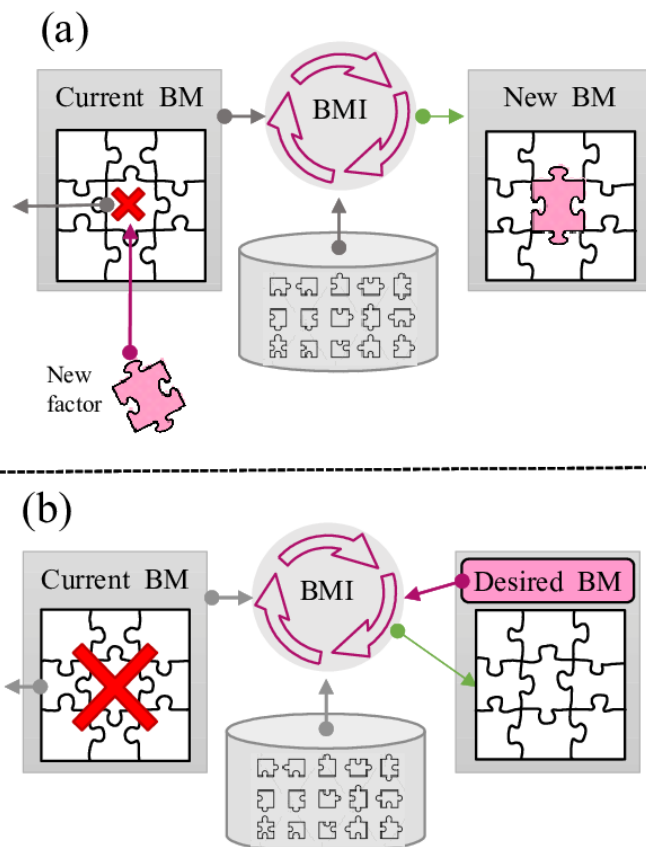 (a)
Current BM
BMI
New BM
New
factor
(b)
Current BM
BMI
Desired BM